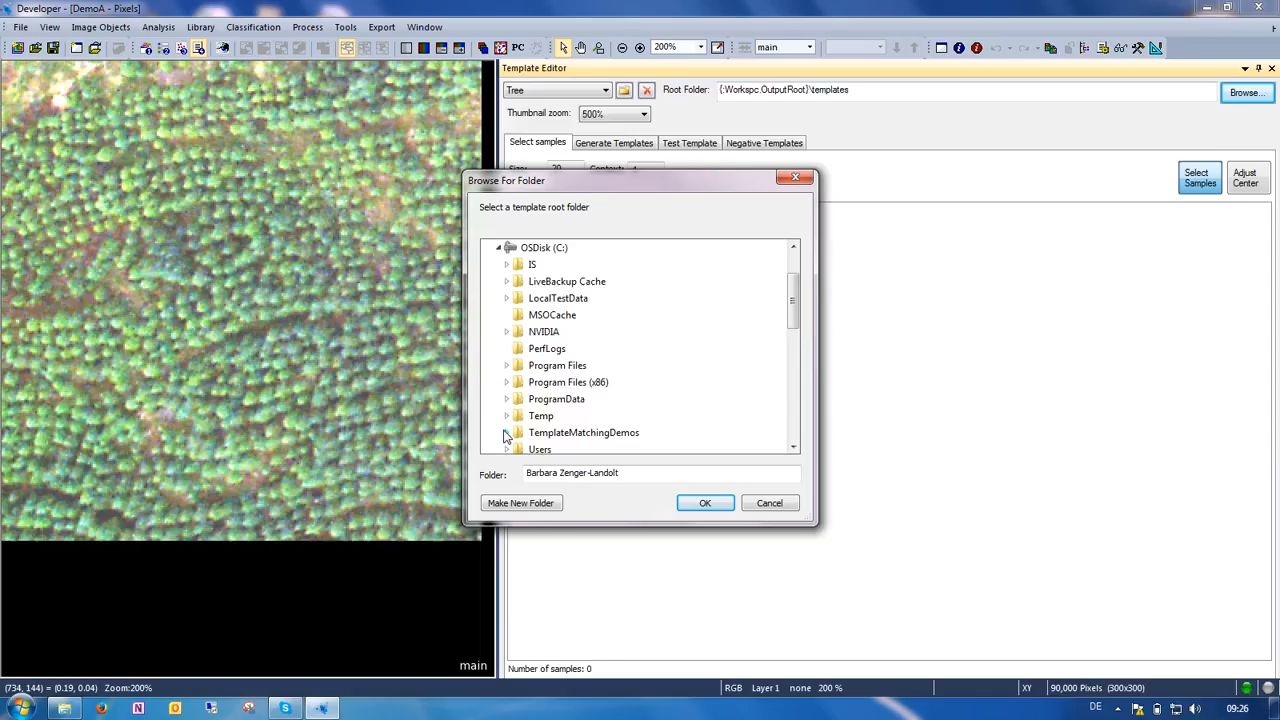 Developer - [DemoA - Pixels]
File View Image Objects Analysis Library Classification Process Tools Export Window
PC 200% main
Template Editor
Tree Root Folder: {:Workspc.OutputRoot}\templates Browse...
Thumbnail zoom: 500%
Select samples Generate Templates Test Template Negative Templates
Select Samples
Adjust Center
Browse For Folder
Select a template root folder
OSDisk (C:)
IS
LiveBackup Cache
LocalTestData
MSOCache
NVIDIA
PerfLogs
Program Files
Program Files (x86)
ProgramData
Temp
TemplateMatchingDemos
Users
Folder: Barbara Zenger-Landolt
Make New Folder OK Cancel
main
Number of samples: 0
(734, 144) = (0.19, 0.04) Zoom:200% RGB Layer 1 none 200 % XY 90,000 Pixels (300x300)
DE 09:26